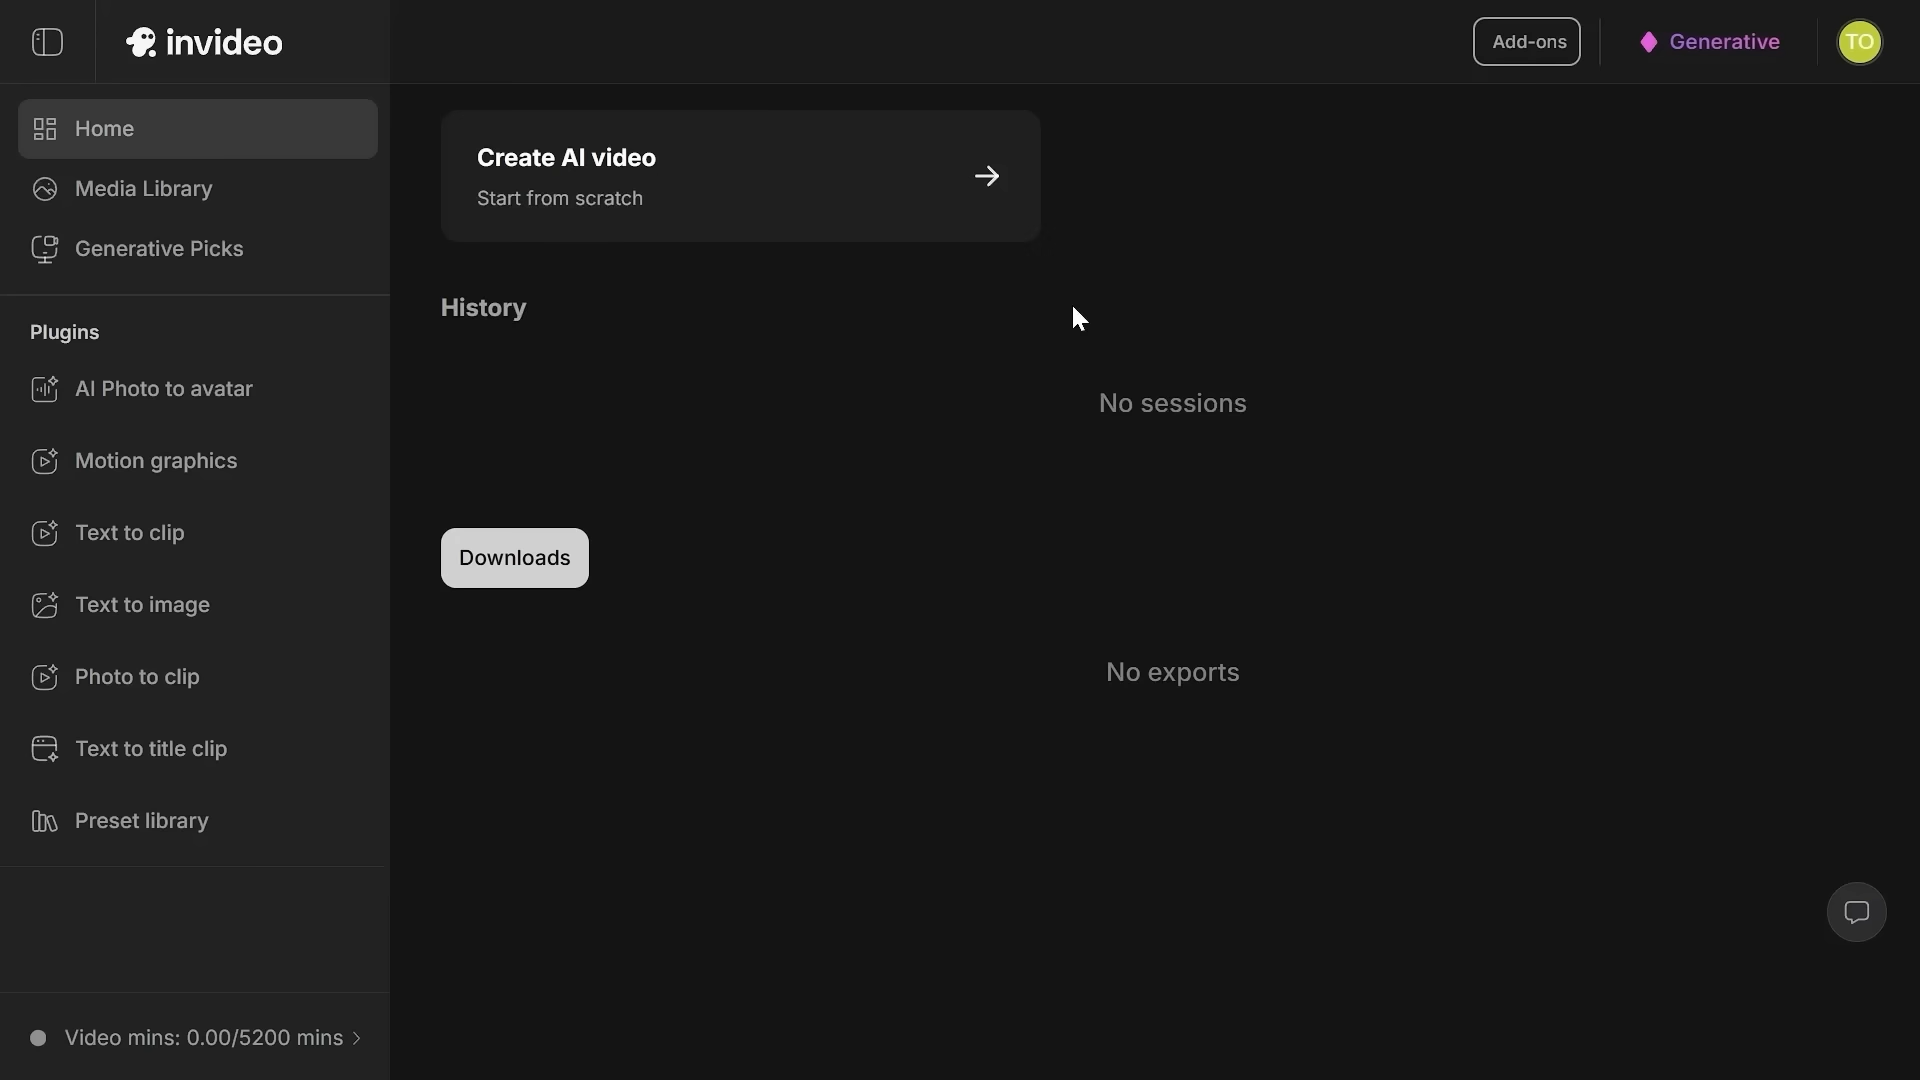 invideo
Add-ons
Generative
TO
Home
Media Library
Generative Picks
Plugins
AI Photo to avatar
Motion graphics
Text to clip
Text to image
Photo to clip
Text to title clip
Preset library
Video mins: 0.00/5200 mins
Create AI video
Start from scratch
History
No sessions
Downloads
No exports